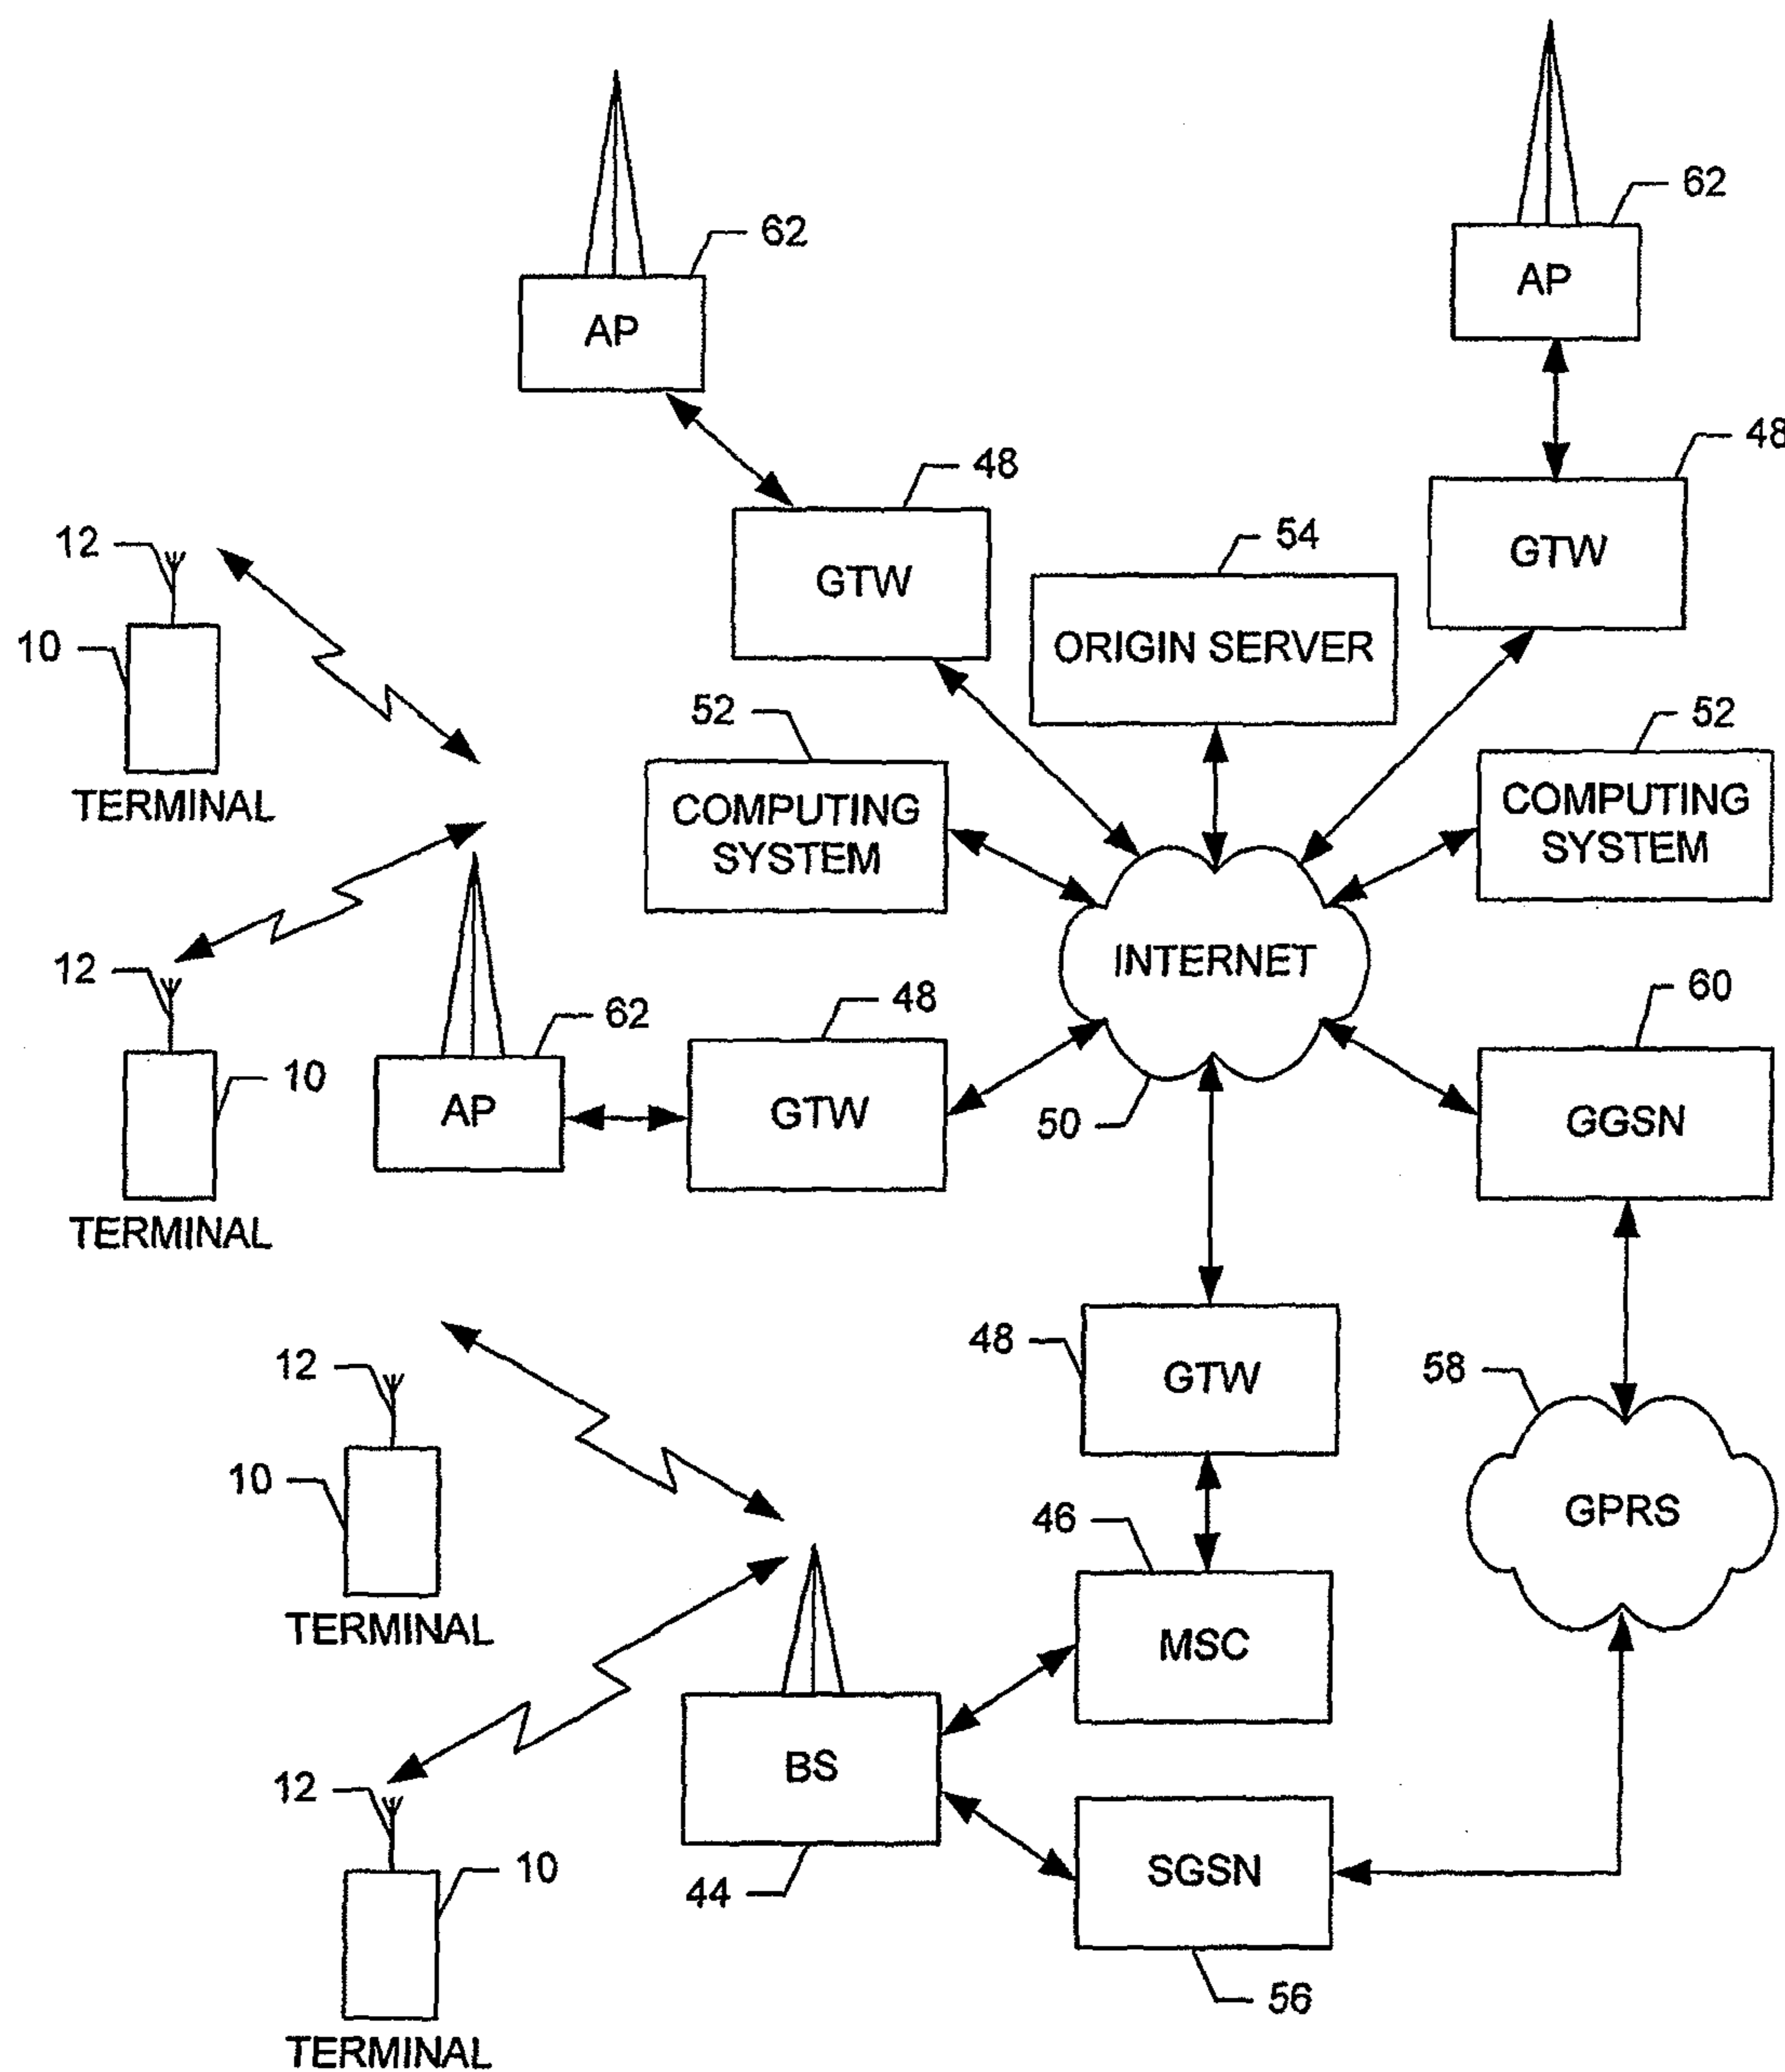 62
AP
62
AP
48
GTW
48
GTW
54
ORIGIN SERVER
12
10
TERMINAL
52
COMPUTING
SYSTEM
52
COMPUTING
SYSTEM
INTERNET
50
12
10
TERMINAL
62
AP
48
GTW
60
GGSN
48
GTW
58
GPRS
12
10
TERMINAL
46
MSC
BS
44
SGSN
56
12
10
TERMINAL